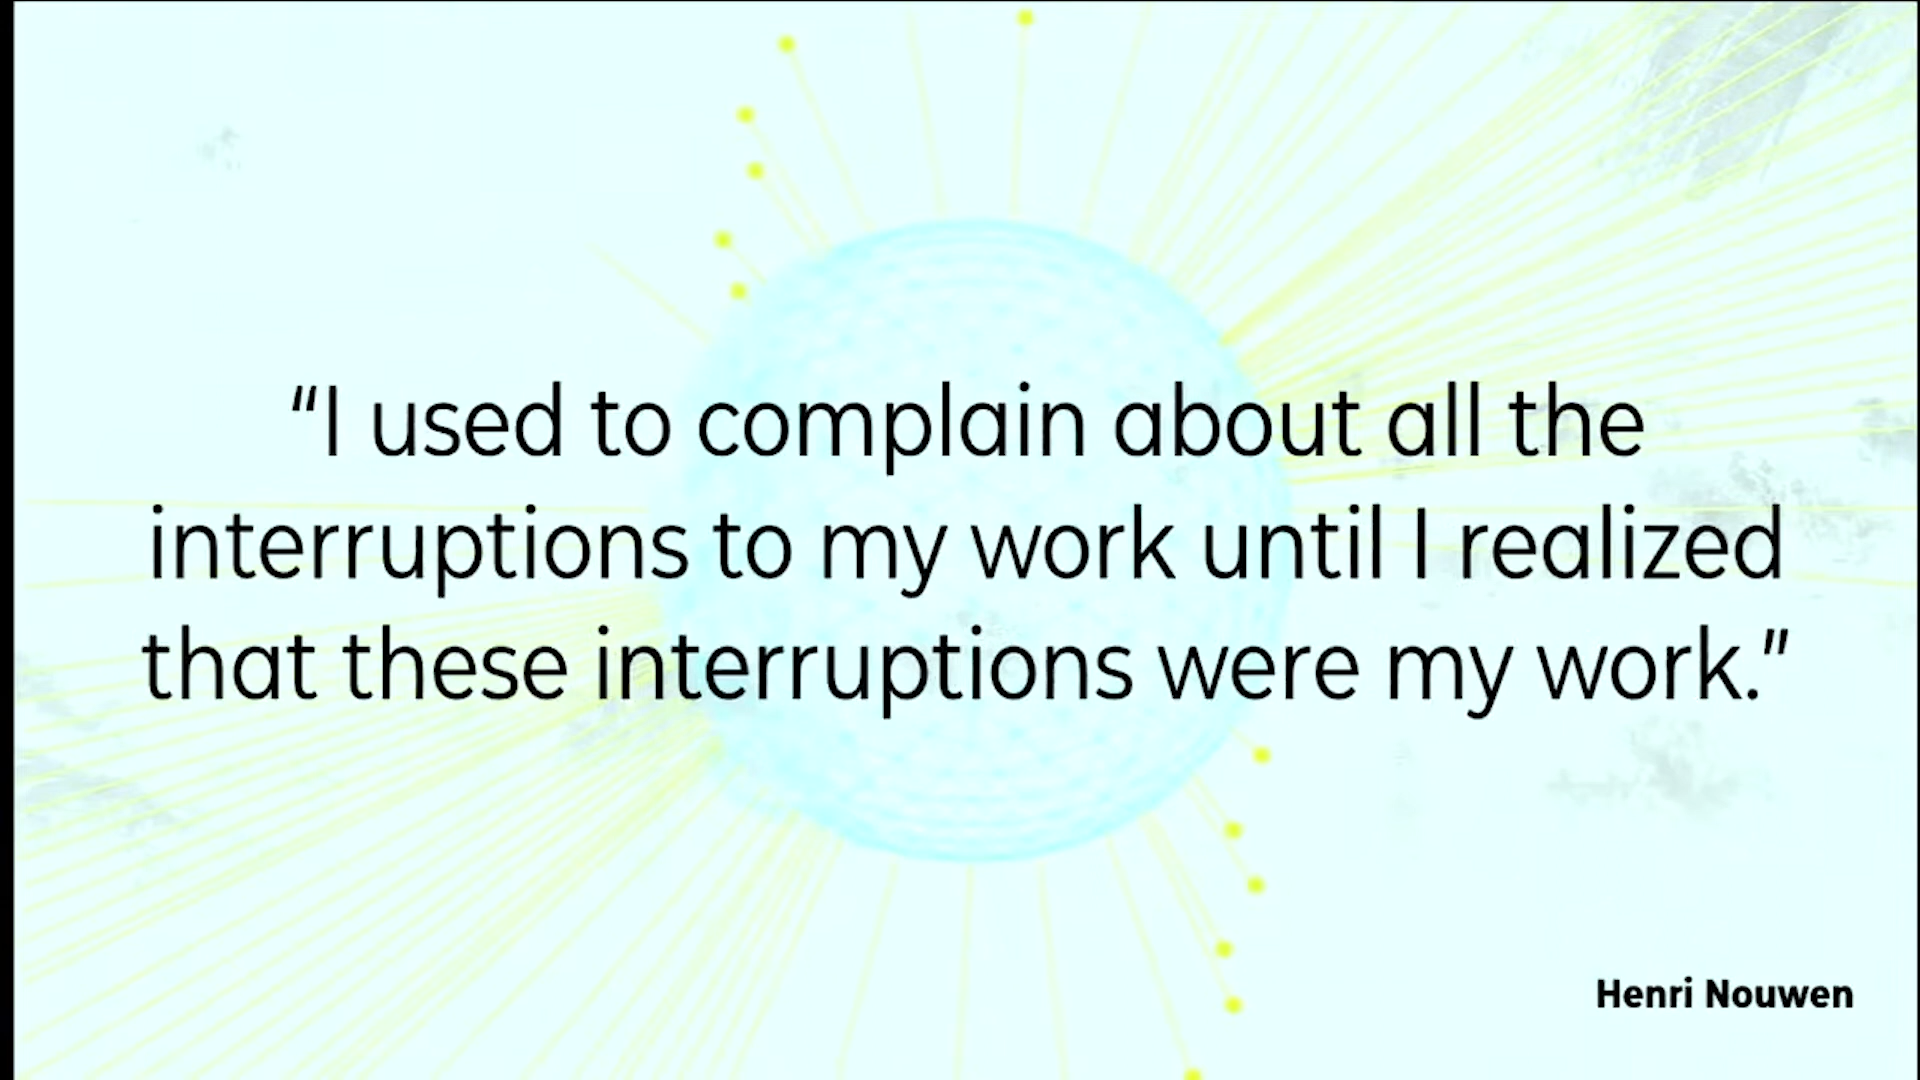 “I used to complain about all the
interruptions to my work until I realized
that these interruptions were my work.”
Henri Nouwen